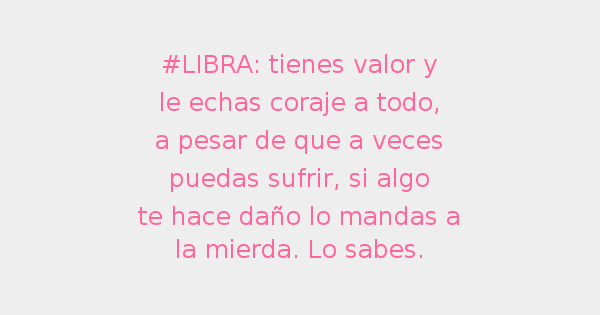 #LIBRA: tienes valor y
le echas coraje a todo,
a pesar de que a veces
puedas sufrir, si algo
te hace daño lo mandas a
la mierda. Lo sabes.